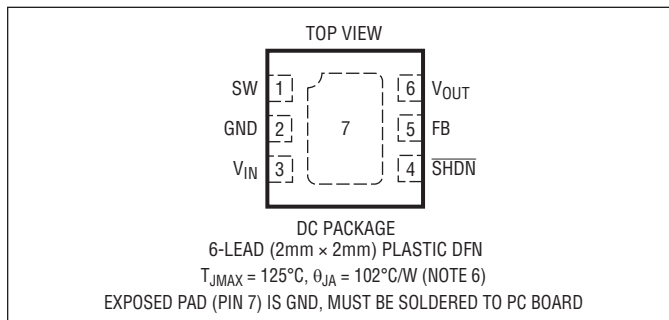 TOP VIEW
SW 1 6 VOUT
GND 2 7 5 FB
VIN 3 4 SHDN
DC PACKAGE
6-LEAD (2mm × 2mm) PLASTIC DFN
TJMAX = 125°C, θJA = 102°C/W (NOTE 6)
EXPOSED PAD (PIN 7) IS GND, MUST BE SOLDERED TO PC BOARD